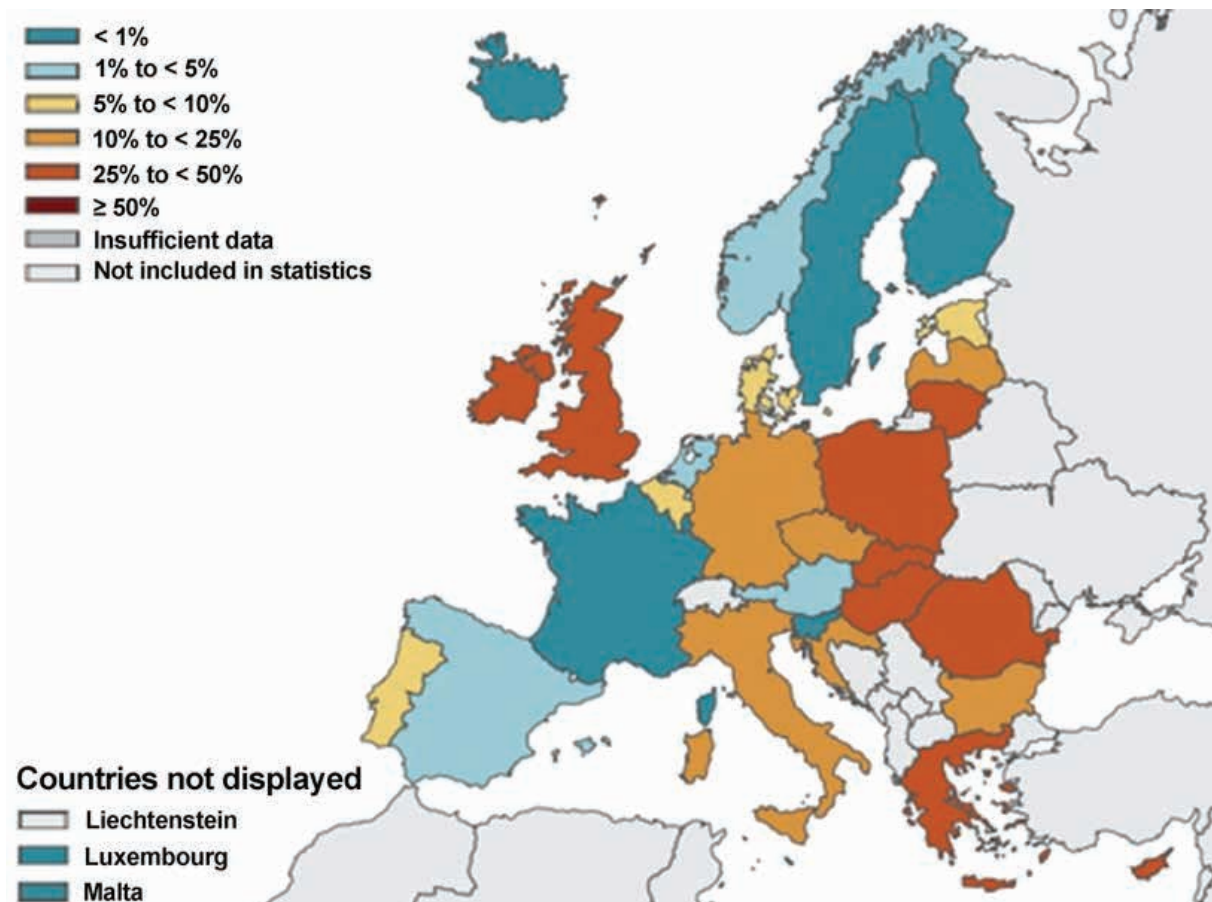 < 1%
1% to < 5%
5% to < 10%
10% to < 25%
25% to < 50%
≥ 50%
Insufficient data
Not included in statistics
Countries not displayed
Liechtenstein
Luxembourg
Malta